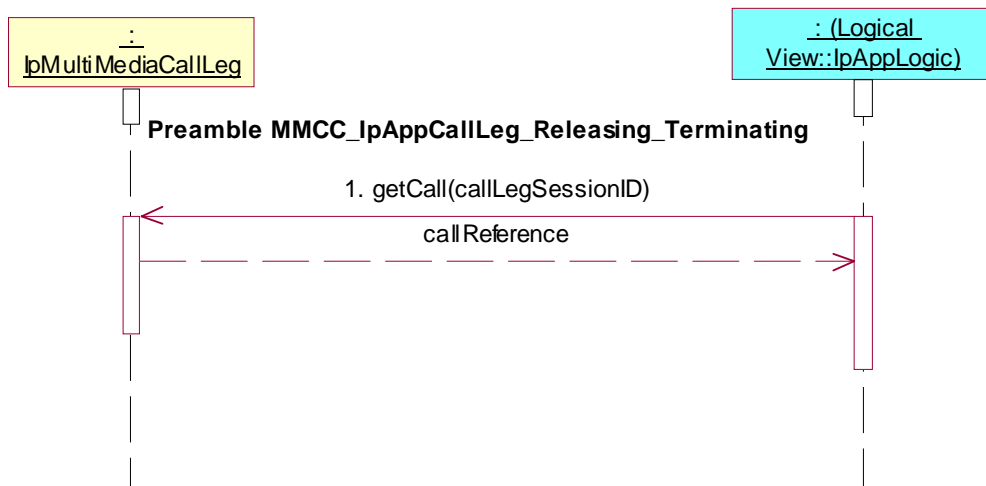 :
IpMultiMediaCallLeg
: (Logical
View::IpAppLogic)
Preamble MMCC_IpAppCallLeg_Releasing_Terminating
1. getCall(callLegSessionID)
callReference